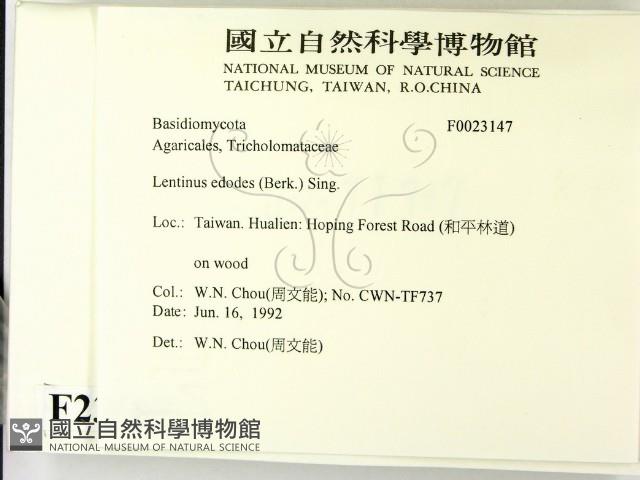 國立自然科學博物館
NATIONAL MUSEUM OF NATURAL SCIENCE
TAICHUNG, TAIWAN, R.O.CHINA
Basidiomycota F0023147
Agaricales, Tricholomataceae
Lentinus edodes (Berk.) Sing.
Loc.: Taiwan. Hualien: Hoping Forest Road (和平林道)
on wood
Col.: W.N. Chou(周文能); No. CWN-TF737
Date: Jun. 16, 1992
Det.: W.N. Chou(周文能)
F2
國立自然科學博物館
NATIONAL MUSEUM OF NATURAL SCIENCE